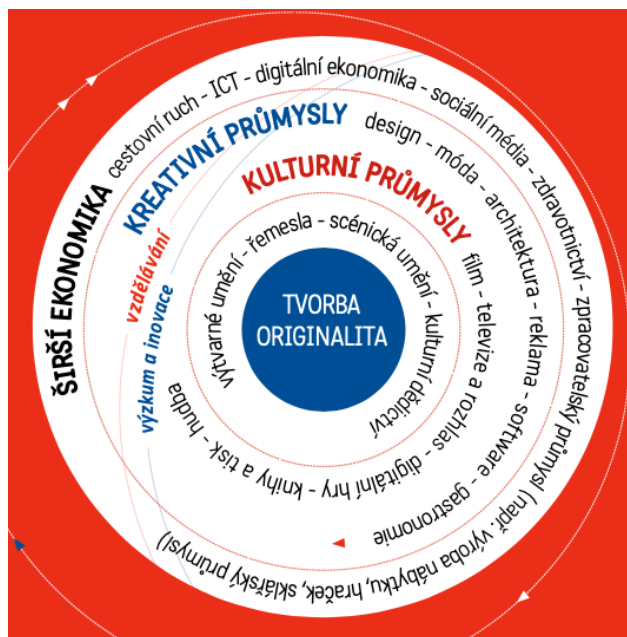 ŠIRŠÍ EKONOMIKA
cestovní ruch - ICT - digitální ekonomika - sociální média - zdravotnictví - zpracovatelský průmysl (např. výroba nábytku, hraček, sklářský průmysl)
KREATIVNÍ PRŮMYSLY
design - móda - architektura - reklama - software - gastronomie
KULTURNÍ PRŮMYSLY
film - televize a rozhlas - digitální hry - knihy a tisk - hudba
výtvarné umění - řemesla - scénická umění - kulturní dědictví
TVORBA
ORIGINALITA
vzdělávání
výzkum a inovace